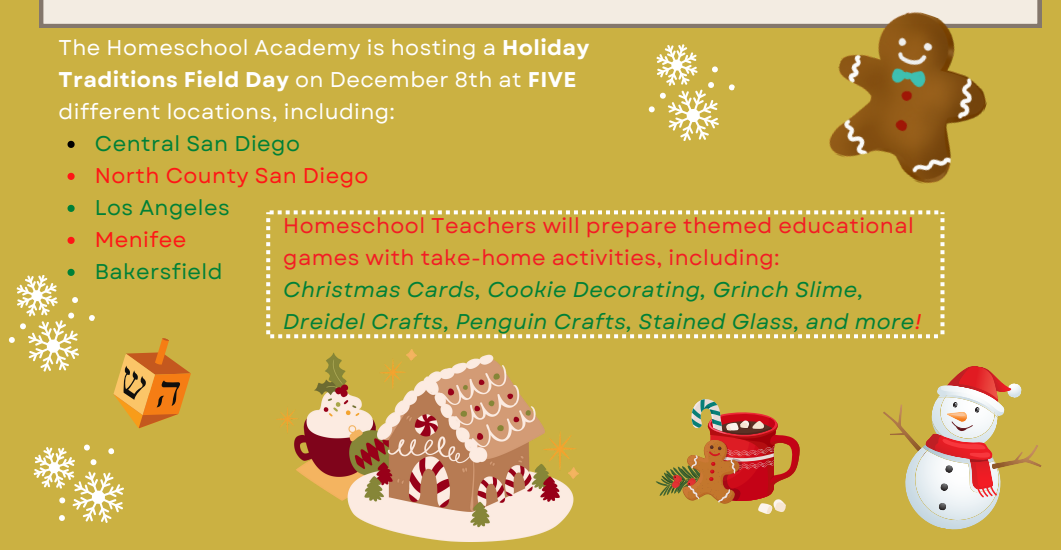 The Homeschool Academy is hosting a Holiday
Traditions Field Day on December 8th at FIVE
different locations, including:
• Central San Diego
• North County San Diego
• Los Angeles
• Menifee
• Bakersfield
Homeschool Teachers will prepare themed educational
games with take-home activities, including:
Christmas Cards, Cookie Decorating, Grinch Slime,
Dreidel Crafts, Penguin Crafts, Stained Glass, and more!
ש ה